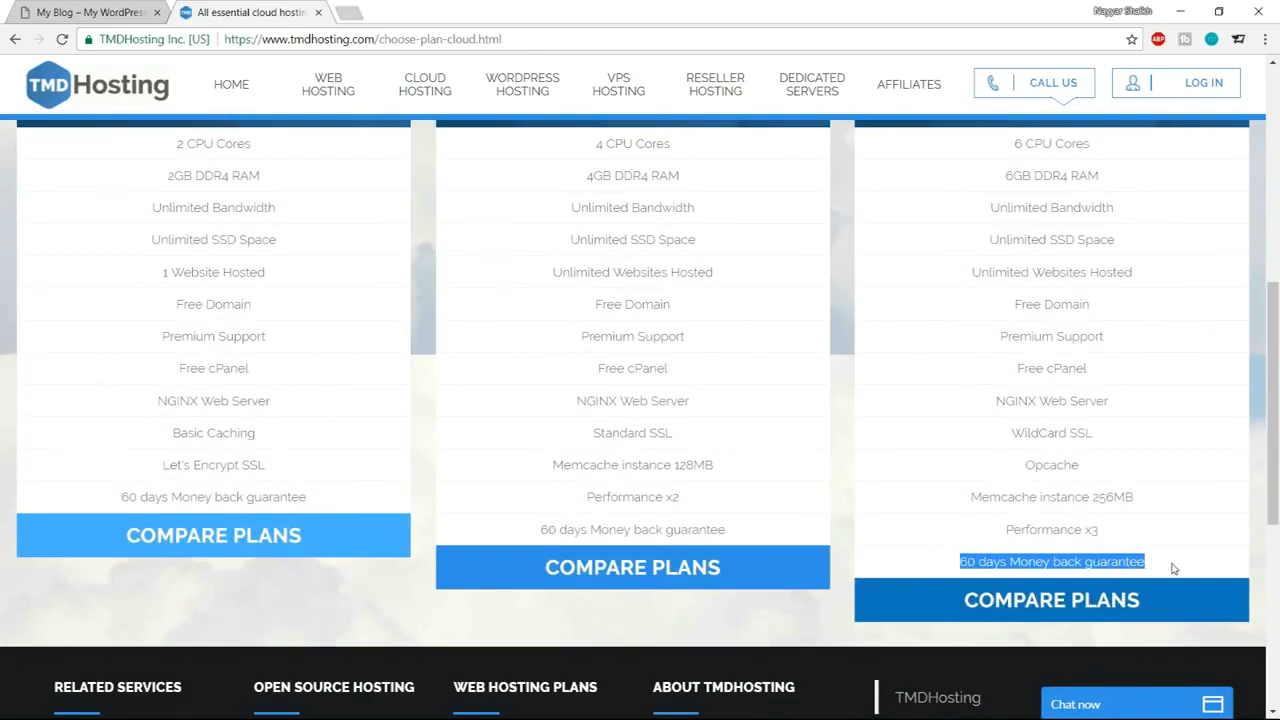 My Blog – My WordPress
All essential cloud hostin
Nayyar Shaikh
TMDHosting Inc. [US]
https://www.tmdhosting.com/choose-plan-cloud.html
ABP
TMDHosting
HOME
WEB HOSTING
CLOUD HOSTING
WORDPRESS HOSTING
VPS HOSTING
RESELLER HOSTING
DEDICATED SERVERS
AFFILIATES
CALL US
LOG IN
2 CPU Cores
2GB DDR4 RAM
Unlimited Bandwidth
Unlimited SSD Space
1 Website Hosted
Free Domain
Premium Support
Free cPanel
NGINX Web Server
Basic Caching
Let's Encrypt SSL
60 days Money back guarantee
COMPARE PLANS
4 CPU Cores
4GB DDR4 RAM
Unlimited Bandwidth
Unlimited SSD Space
Unlimited Websites Hosted
Free Domain
Premium Support
Free cPanel
NGINX Web Server
Standard SSL
Memcache instance 128MB
Performance x2
60 days Money back guarantee
COMPARE PLANS
6 CPU Cores
6GB DDR4 RAM
Unlimited Bandwidth
Unlimited SSD Space
Unlimited Websites Hosted
Free Domain
Premium Support
Free cPanel
NGINX Web Server
WildCard SSL
Opcache
Memcache instance 256MB
Performance x3
60 days Money back guarantee
COMPARE PLANS
RELATED SERVICES
OPEN SOURCE HOSTING
WEB HOSTING PLANS
ABOUT TMDHOSTING
TMDHosting
Chat now